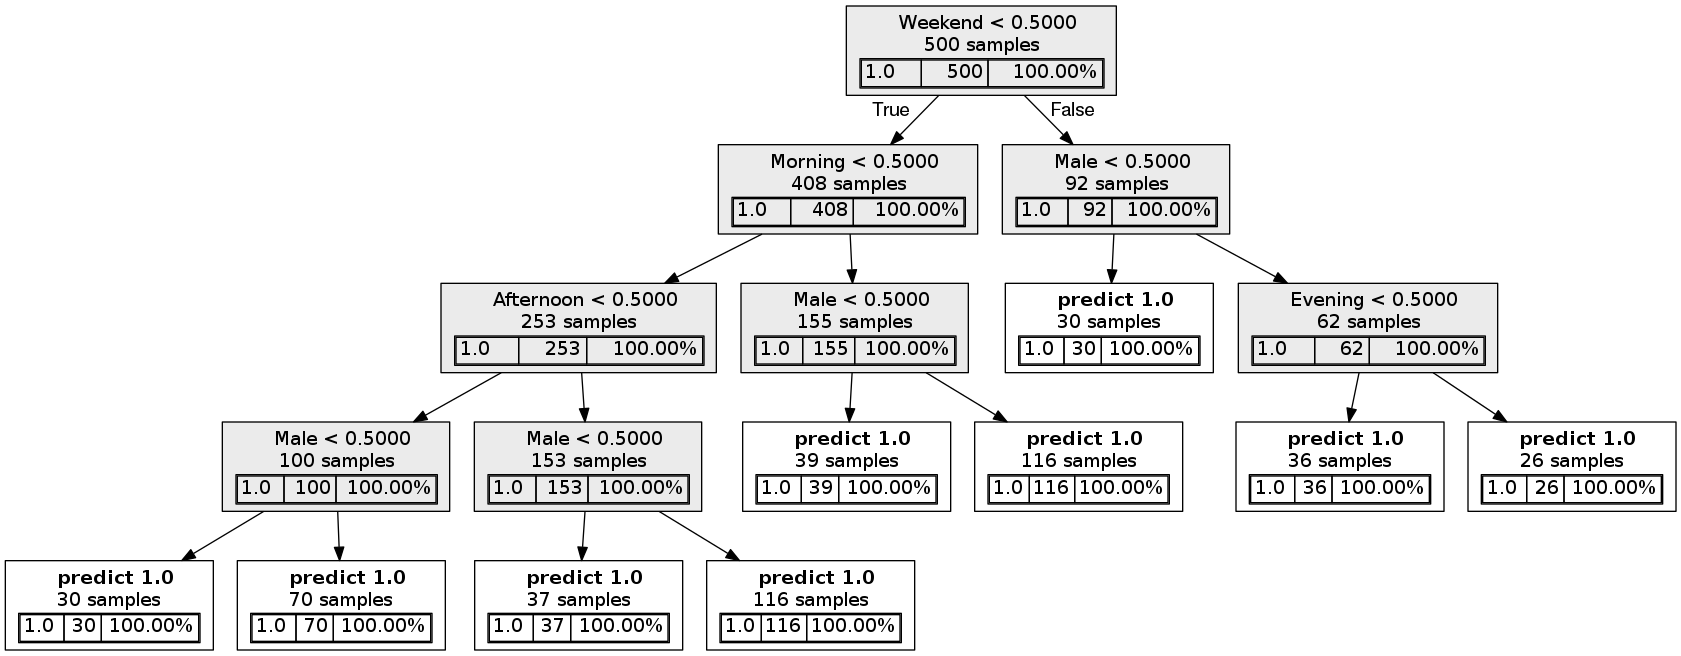 Weekend < 0.5000
500 samples
1.0 500 100.00%
True
False
Morning < 0.5000
408 samples
1.0 408 100.00%
Male < 0.5000
92 samples
1.0 92 100.00%
Afternoon < 0.5000
253 samples
1.0 253 100.00%
Male < 0.5000
155 samples
1.0 155 100.00%
predict 1.0
30 samples
1.0 30 100.00%
Evening < 0.5000
62 samples
1.0 62 100.00%
Male < 0.5000
100 samples
1.0 100 100.00%
Male < 0.5000
153 samples
1.0 153 100.00%
predict 1.0
39 samples
1.0 39 100.00%
predict 1.0
116 samples
1.0 116 100.00%
predict 1.0
36 samples
1.0 36 100.00%
predict 1.0
26 samples
1.0 26 100.00%
predict 1.0
30 samples
1.0 30 100.00%
predict 1.0
70 samples
1.0 70 100.00%
predict 1.0
37 samples
1.0 37 100.00%
predict 1.0
116 samples
1.0 116 100.00%